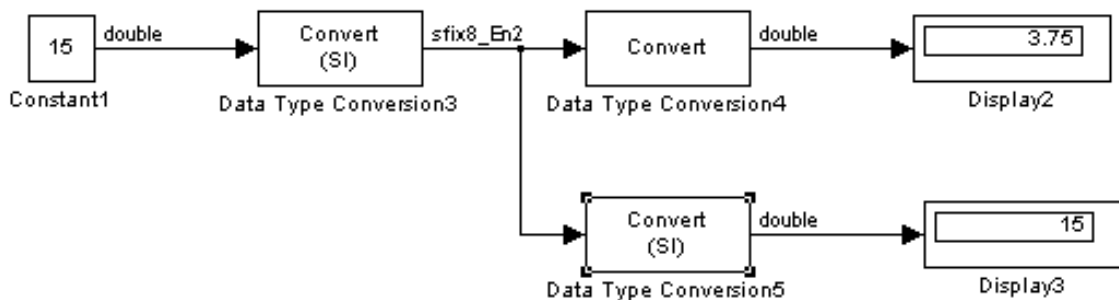 15
double
Convert
(SI)
sfix8_En2
Convert
double
3.75
Constant1
Data Type Conversion3
Data Type Conversion4
Display2
Convert
(SI)
double
15
Data Type Conversion5
Display3